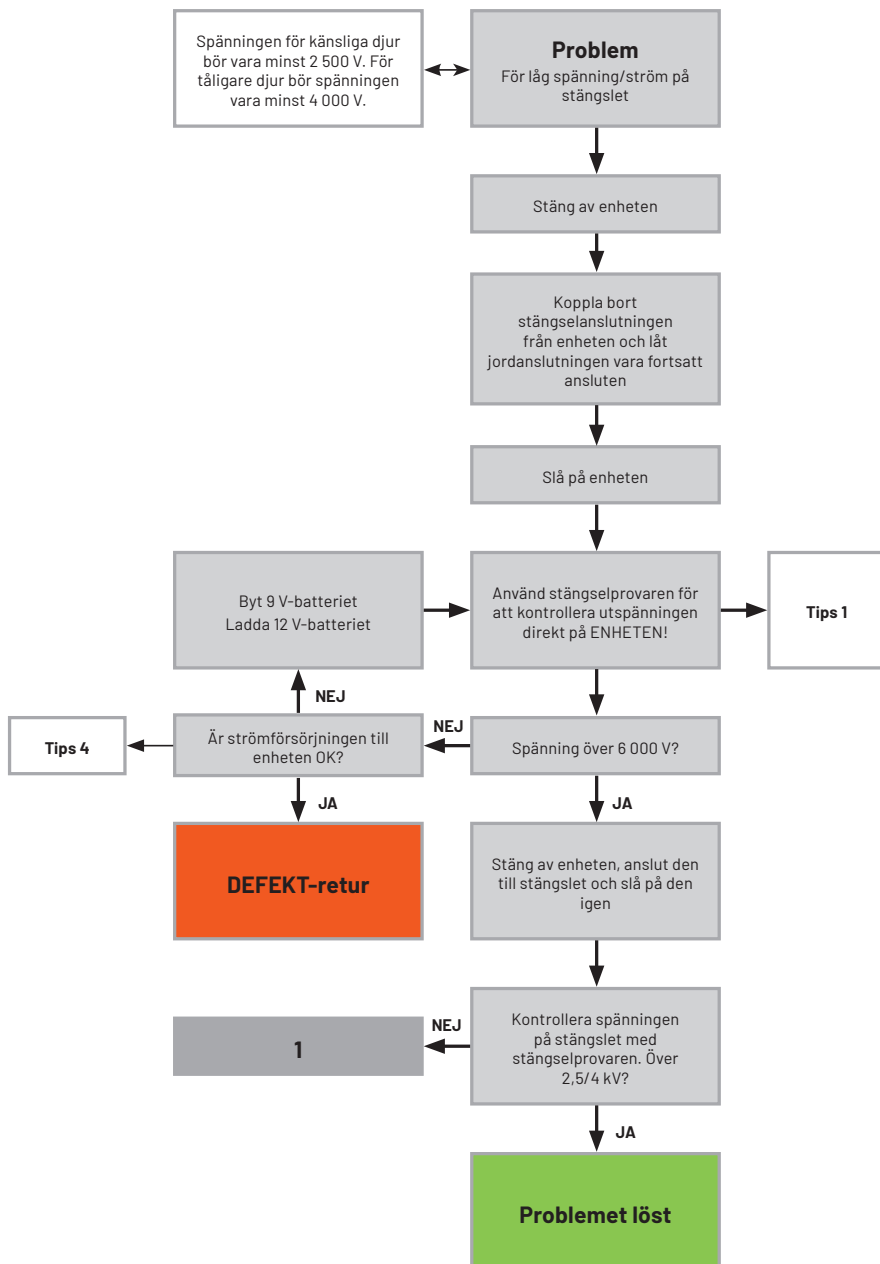 Spänningen för känsliga djur
bör vara minst 2 500 V. För
tåligare djur bör spänningen
vara minst 4 000 V.
Problem
För låg spänning/ström på
stängslet
Stäng av enheten
Koppla bort
stängselanslutningen
från enheten och låt
jordanslutningen vara fortsatt
ansluten
Slå på enheten
Byt 9 V-batteriet
Ladda 12 V-batteriet
Använd stängselprovaren för
att kontrollera utspänningen
direkt på ENHETEN!
Tips 1
NEJ
Tips 4
Är strömförsörjningen till
enheten OK?
NEJ
Spänning över 6 000 V?
JA
JA
DEFEKT-retur
Stäng av enheten, anslut den
till stängslet och slå på den
igen
1
NEJ
Kontrollera spänningen
på stängslet med
stängselprovaren. Över
2,5/4 kV?
JA
Problemet löst